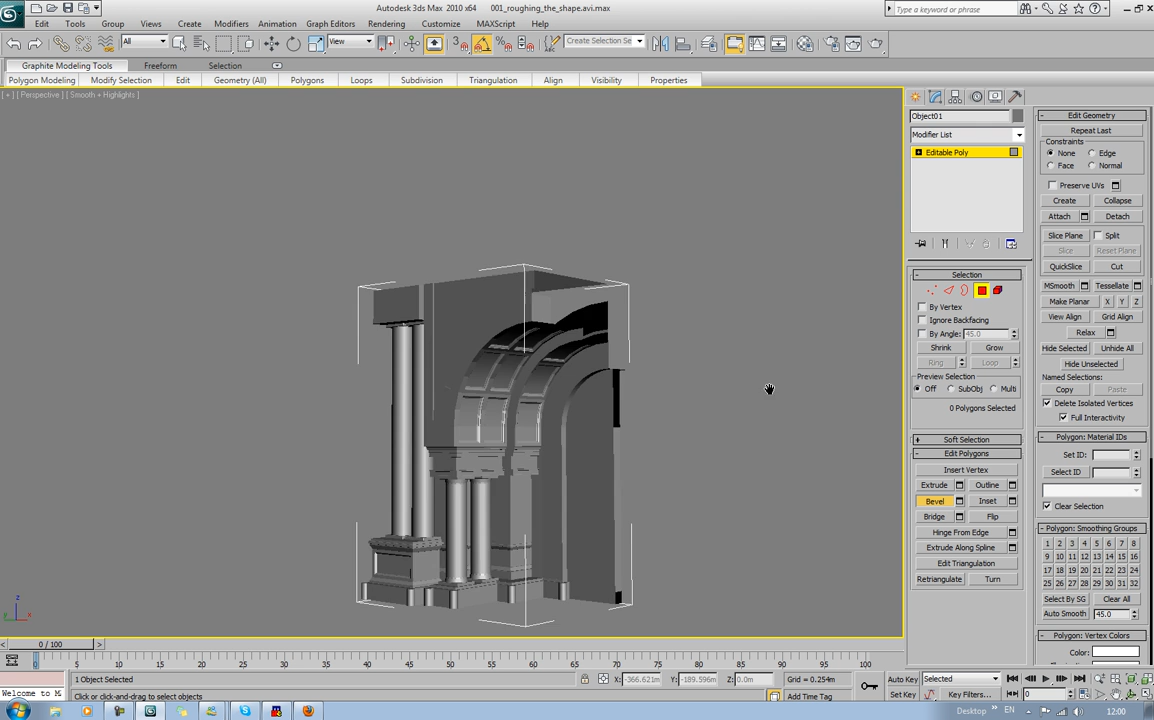 Autodesk 3ds Max 2010 x64 001_roughing_the_shape.avi.max
Type a keyword or phrase
Edit Tools Group Views Create Modifiers Animation Graph Editors Rendering Customize MAXScript Help
All View Create Selection Se
Graphite Modeling Tools Freeform Selection
Polygon Modeling Modify Selection Edit Geometry (All) Polygons Loops Subdivision Triangulation Align Visibility Properties
[ + ] [ Perspective ] [ Smooth + Highlights ]
Object01
Modifier List
Editable Poly
Selection
By Vertex
Ignore Backfacing
By Angle: 45.0
Shrink Grow
Ring Loop
Preview Selection
Off SubObj Multi
0 Polygons Selected
Soft Selection
Edit Polygons
Insert Vertex
Extrude Outline
Bevel Inset
Bridge Flip
Hinge From Edge
Extrude Along Spline
Edit Triangulation
Retriangulate Turn
Edit Geometry
Repeat Last
Constraints
None Edge
Face Normal
Preserve UVs
Create Collapse
Attach Detach
Slice Plane Split
Slice Reset Plane
QuickSlice Cut
MSmooth Tessellate
Make Planar X Y Z
View Align Grid Align
Relax
Hide Selected Unhide All
Hide Unselected
Named Selections:
Copy Paste
Delete Isolated Vertices
Full Interactivity
Polygon: Material IDs
Set ID:
Select ID
Clear Selection
Polygon: Smoothing Groups
1 2 3 4 5 6 7 8
9 10 11 12 13 14 15 16
17 18 19 20 21 22 23 24
25 26 27 28 29 30 31 32
Select By SG Clear All
Auto Smooth 45.0
Polygon: Vertex Colors
Color:
z
y x
0 / 100
0 5 10 15 20 25 30 35 40 45 50 55 60 65 70 75 80 85 90 95 100
1 Object Selected X: -366.621m Y: -189.596m Z: 0.0m Grid = 0.254m Auto Key Selected
Welcome to M Click or click-and-drag to select objects Add Time Tag Set Key Key Filters... 0
Desktop EN 12:00